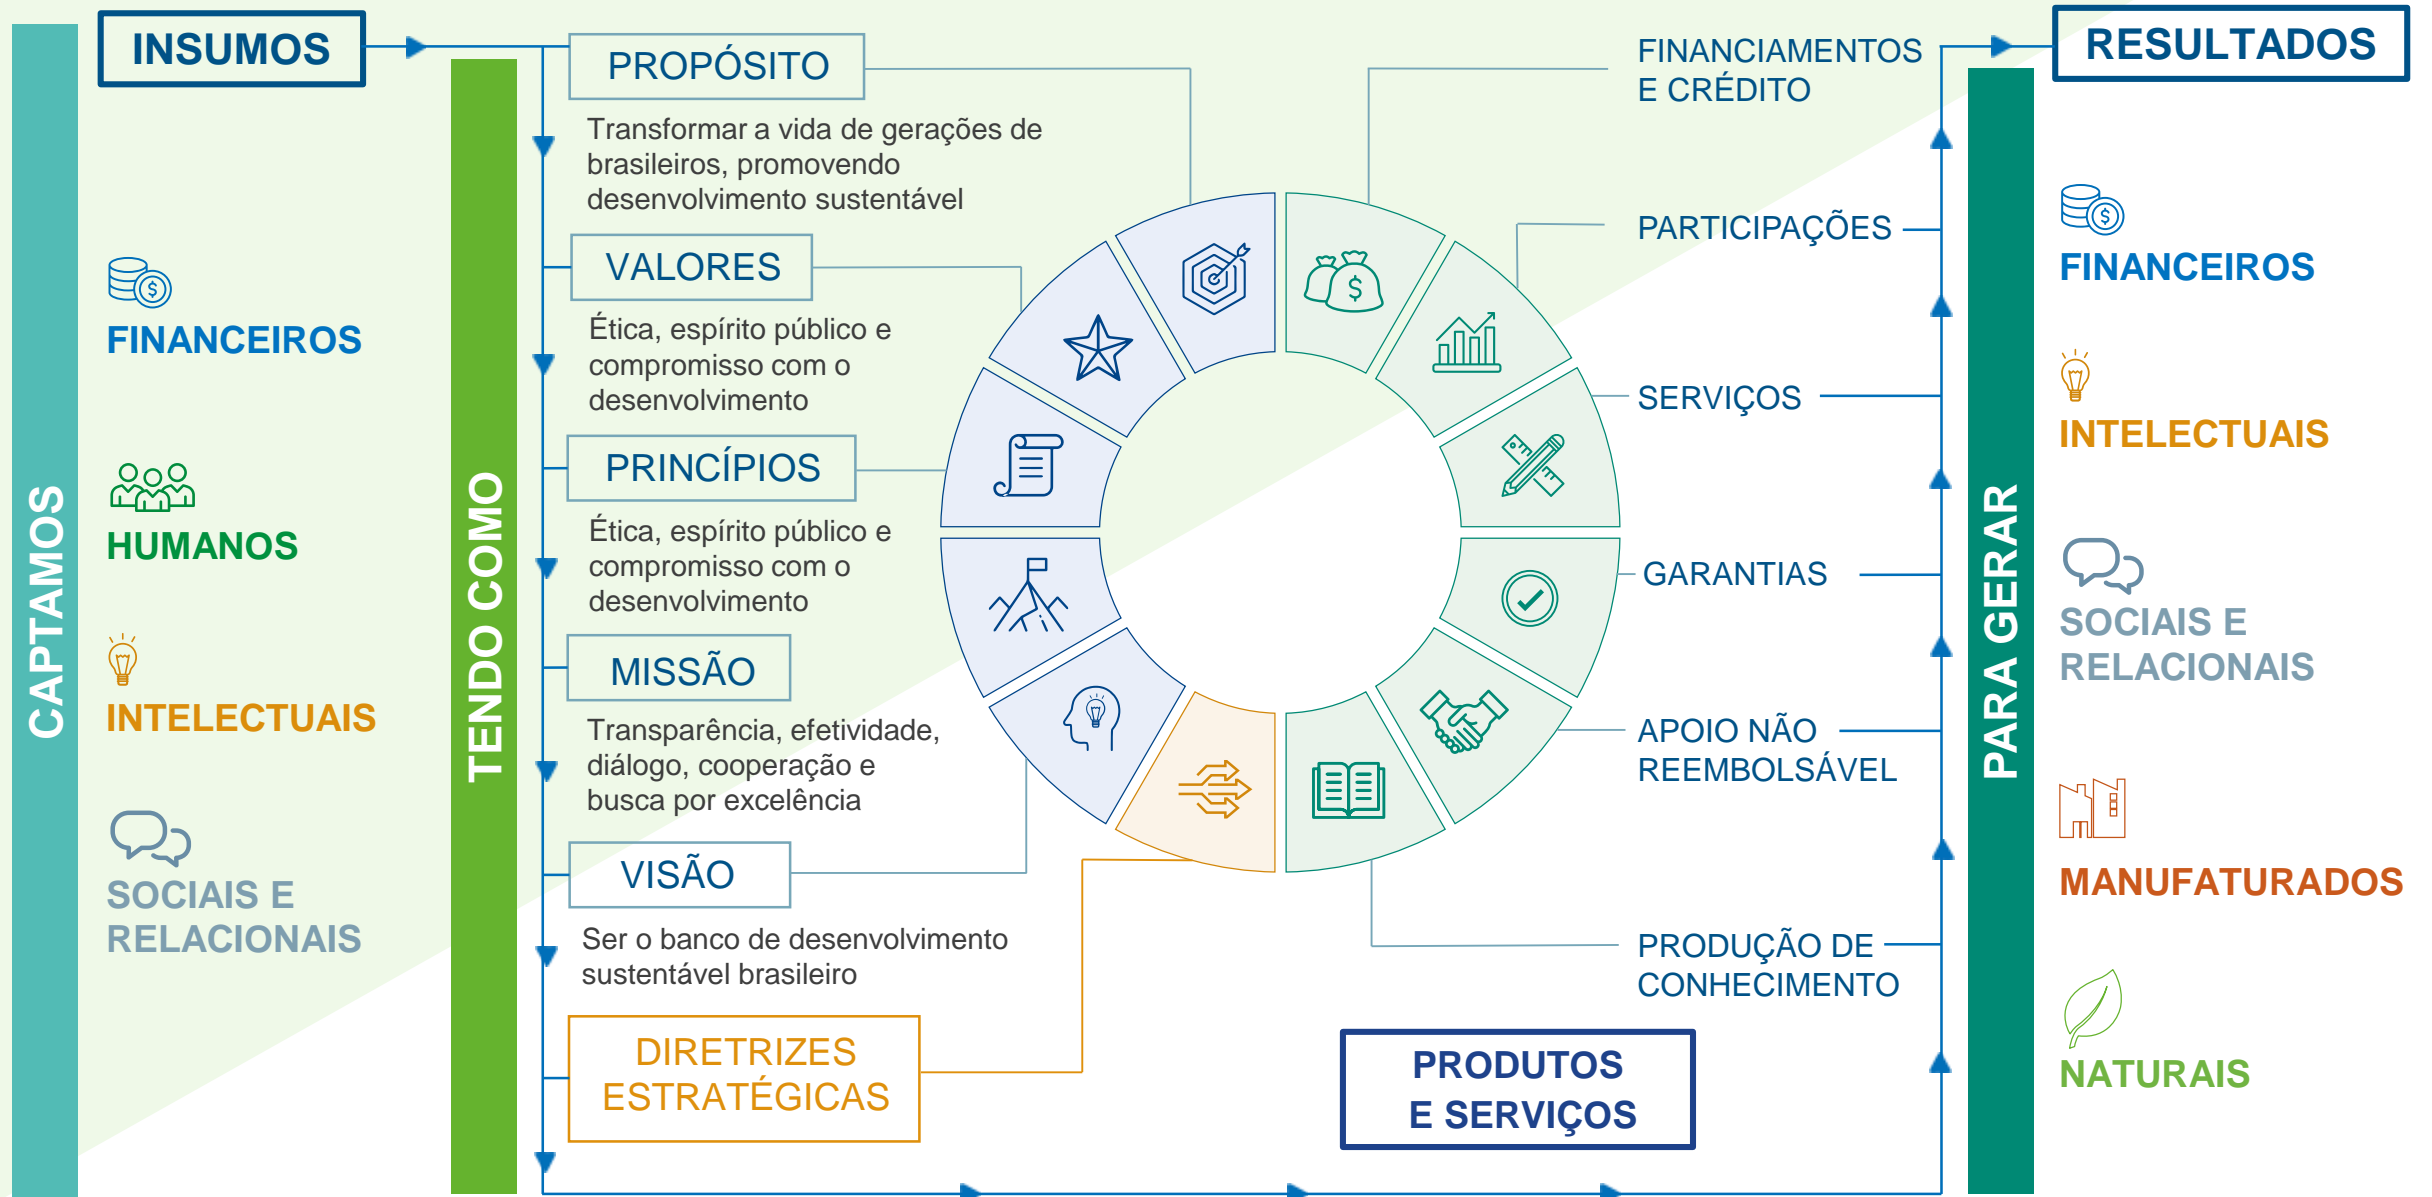 CAPTAMOS
INSUMOS
FINANCEIROS
HUMANOS
INTELECTUAIS
SOCIAIS E
RELACIONAIS
TENDO COMO
PROPÓSITO
Transformar a vida de gerações de
brasileiros, promovendo
desenvolvimento sustentável
VALORES
Ética, espírito público e
compromisso com o
desenvolvimento
PRINCÍPIOS
Ética, espírito público e
compromisso com o
desenvolvimento
MISSÃO
Transparência, efetividade,
diálogo, cooperação e
busca por excelência
VISÃO
Ser o banco de desenvolvimento
sustentável brasileiro
DIRETRIZES
ESTRATÉGICAS
FINANCIAMENTOS
E CRÉDITO
PARTICIPAÇÕES
SERVIÇOS
GARANTIAS
APOIO NÃO
REEMBOLSÁVEL
PRODUÇÃO DE
CONHECIMENTO
PRODUTOS
E SERVIÇOS
PARA GERAR
RESULTADOS
FINANCEIROS
INTELECTUAIS
SOCIAIS E
RELACIONAIS
MANUFATURADOS
NATURAIS